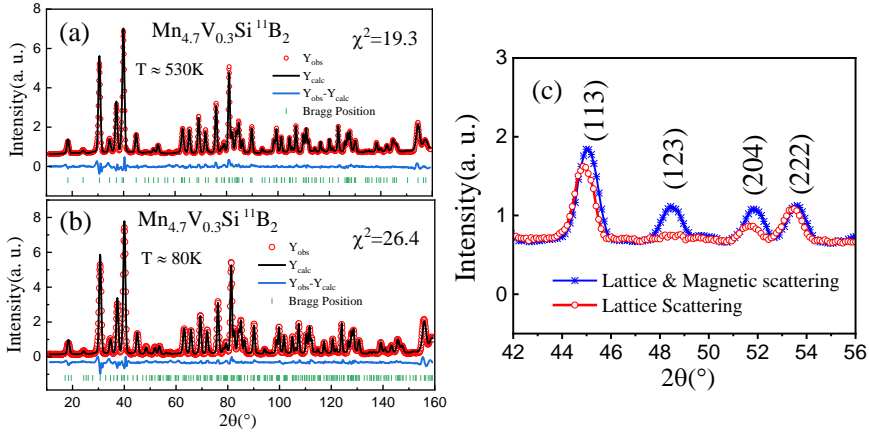 (a)
Mn4.7V0.3Si 11B2
χ2=19.3
T ≈ 530K
Yobs
Ycalc
Yobs-Ycalc
Bragg Position
Intensity(a. u.)
8
6
4
2
0
(b)
Mn4.7V0.3Si 11B2
χ2=26.4
T ≈ 80K
Yobs
Ycalc
Yobs-Ycalc
Bragg Position
Intensity(a. u.)
8
6
4
2
0
20 40 60 80 100 120 140 160
2θ(°)
(c)
(113)
(123)
(204)
(222)
Lattice & Magnetic scattering
Lattice Scattering
Intensity(a. u.)
3
2
1
0
42 44 46 48 50 52 54 56
2θ(°)